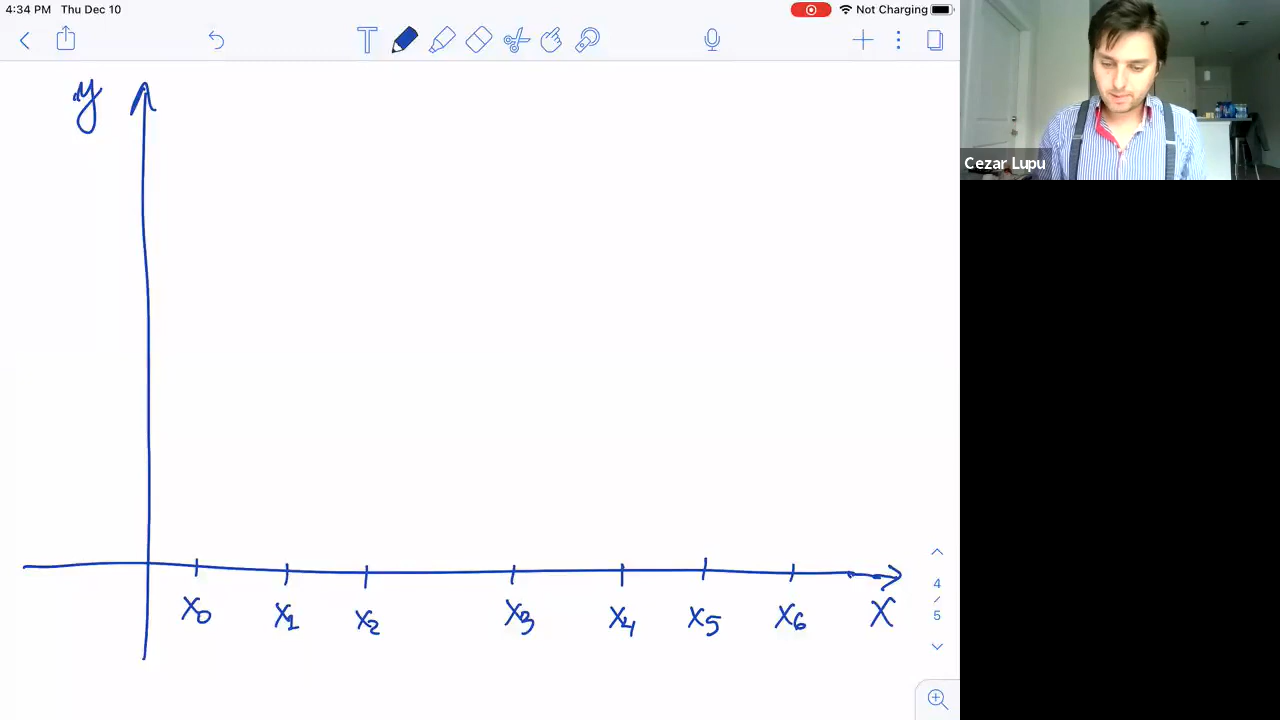 4:34 PM Thu Dec 10
Not Charging
T
y
Cezar Lupu
4
/
5
x0 x1 x2 x3 x4 x5 x6 X